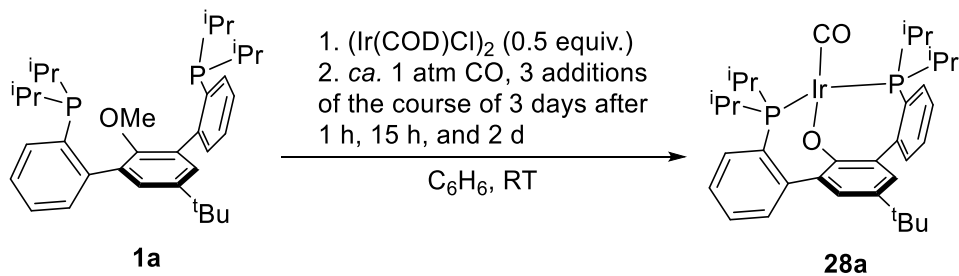 iPr
P
iPr
iPr
iPr
P
OMe
tBu
1a
1. (Ir(COD)Cl)2 (0.5 equiv.)
2. ca. 1 atm CO, 3 additions
of the course of 3 days after
1 h, 15 h, and 2 d
C6H6, RT
CO
iPr
iPr
iPr
Ir
P
iPr
P
O
tBu
28a